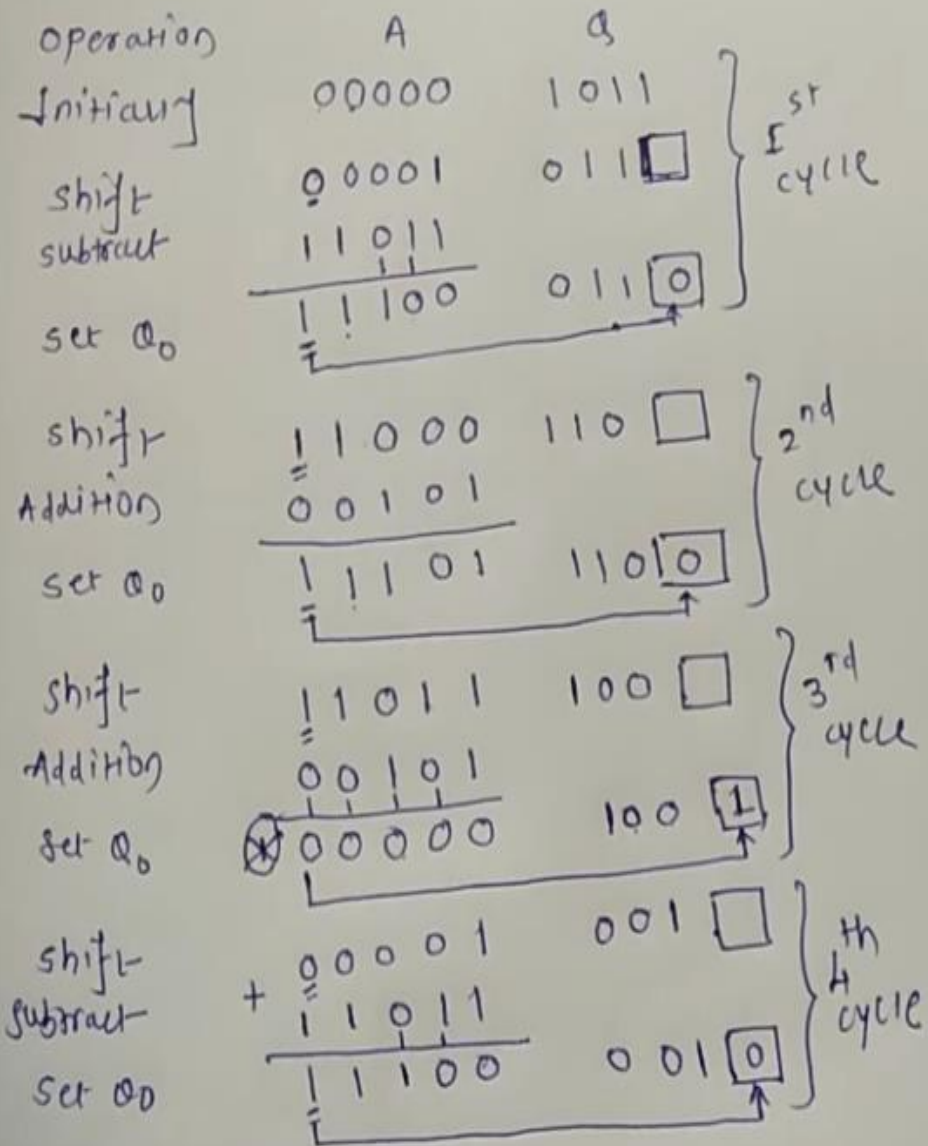 Operation A Q
Initially 00000 1011
Shift 00001 011
subtract 11011
set Q0 11100 0110
Ist cycle
Shift 11000 110
Addition 00101
set Q0 11101 1100
2nd cycle
Shift 11011 100
Addition 00101
set Q0 1 00000 1001
3rd cycle
Shift 00001 001
subtract + 11011
Set Q0 11100 0010
4th cycle